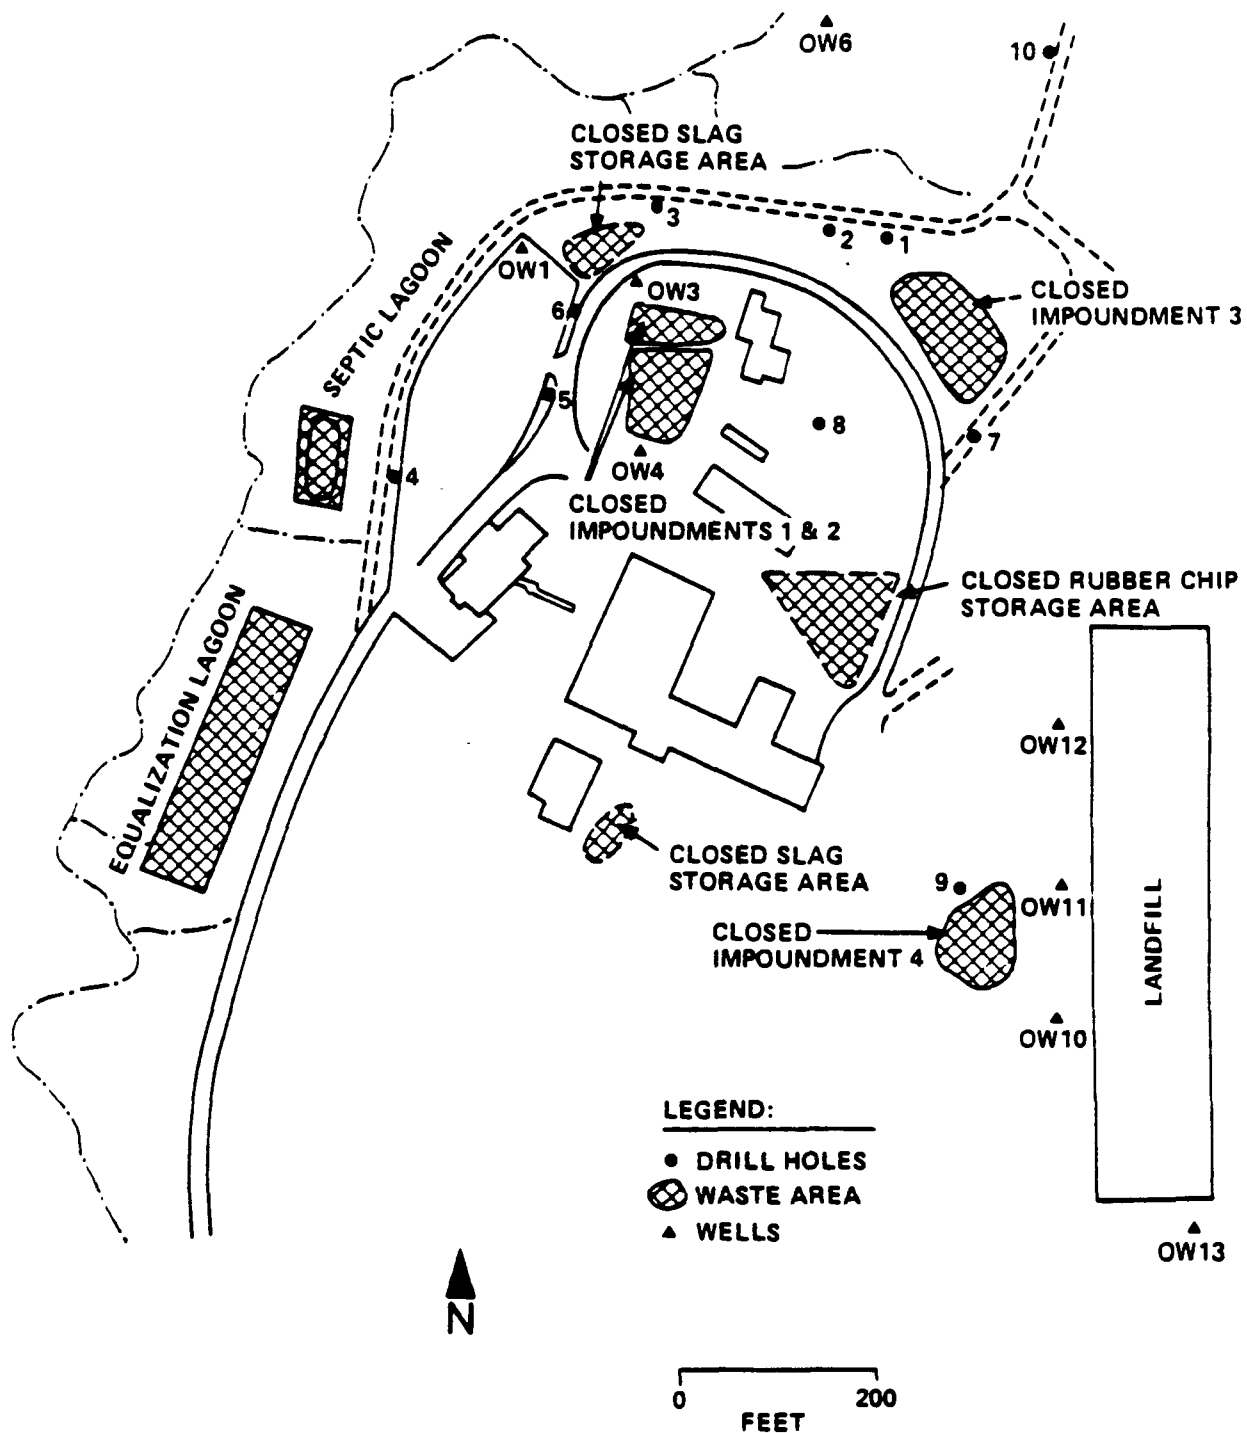 OW6
10
CLOSED SLAG
STORAGE AREA
3
2
1
OW1
SEPTIC LAGOON
OW3
CLOSED
IMPOUNDMENT 3
6
5
8
7
4
OW4
CLOSED
IMPOUNDMENTS 1 & 2
CLOSED RUBBER CHIP
STORAGE AREA
EQUALIZATION LAGOON
OW12
CLOSED SLAG
STORAGE AREA
9
OW11
CLOSED
IMPOUNDMENT 4
LANDFILL
OW10
LEGEND:
DRILL HOLES
WASTE AREA
WELLS
OW13
N
0 200
FEET